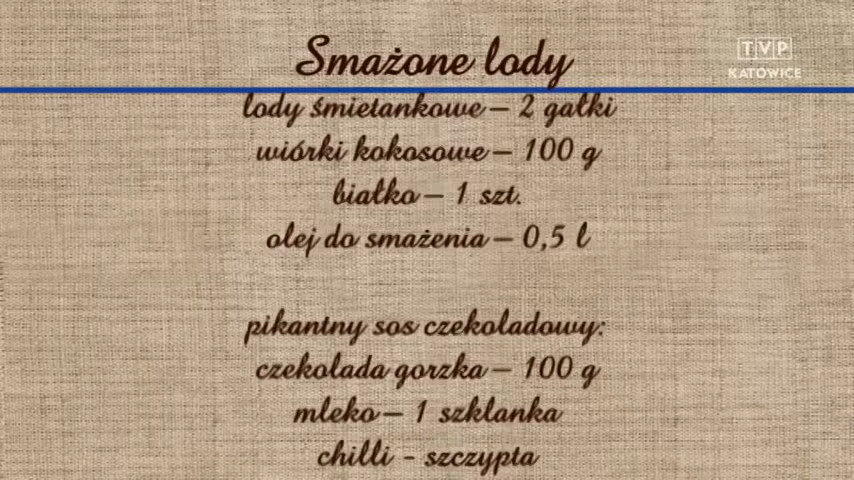 Smażone lody
TVP
KATOWICE
lody śmietankowe – 2 gałki
wiórki kokosowe – 100 g
białko – 1 szt.
olej do smażenia – 0,5 l
pikantny sos czekoladowy:
czekolada gorzka – 100 g
mleko – 1 szklanka
chilli - szczypta